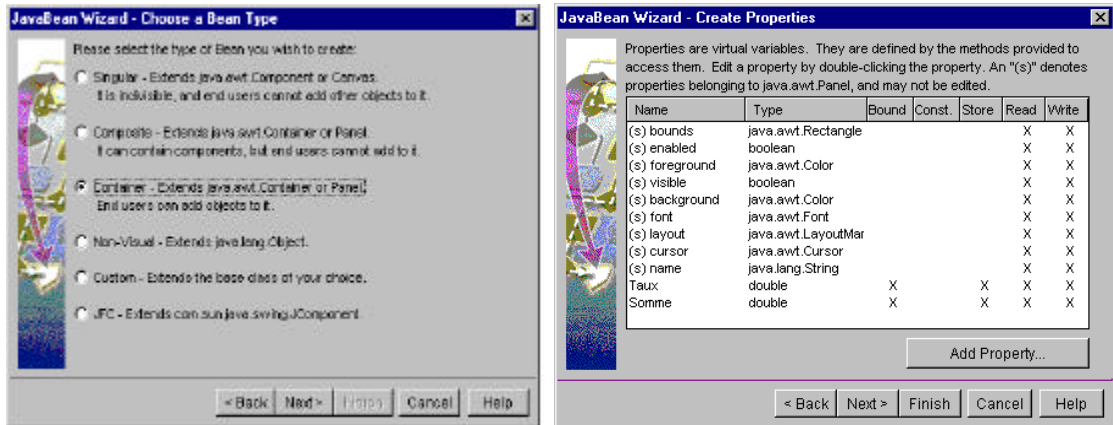 JavaBean Wizard - Choose a Bean Type
Please select the type of Bean you wish to create:
Singular - Extends java.awt.Component or Canvas.
It is indivisible, and end users cannot add other objects to it.
Composite - Extends java.awt.Container or Panel.
It can contain components, but end users cannot add to it.
Container - Extends java.awt.Container or Panel.
End users can add objects to it.
Non-Visual - Extends java.lang.Object.
Custom - Extends the base class of your choice.
JFC - Extends com.sun.java.swing.JComponent.
< Back Next > Finish Cancel Help
JavaBean Wizard - Create Properties
Properties are virtual variables. They are defined by the methods provided to
access them. Edit a property by double-clicking the property. An "(s)" denotes
properties belonging to java.awt.Panel, and may not be edited.
Name Type Bound Const. Store Read Write
(s) bounds java.awt.Rectangle X X
(s) enabled boolean X X
(s) foreground java.awt.Color X X
(s) visible boolean X X
(s) background java.awt.Color X X
(s) font java.awt.Font X X
(s) layout java.awt.LayoutMar X X
(s) cursor java.awt.Cursor X X
(s) name java.lang.String X X
Taux double X X X X
Somme double X X X X
Add Property...
< Back Next > Finish Cancel Help